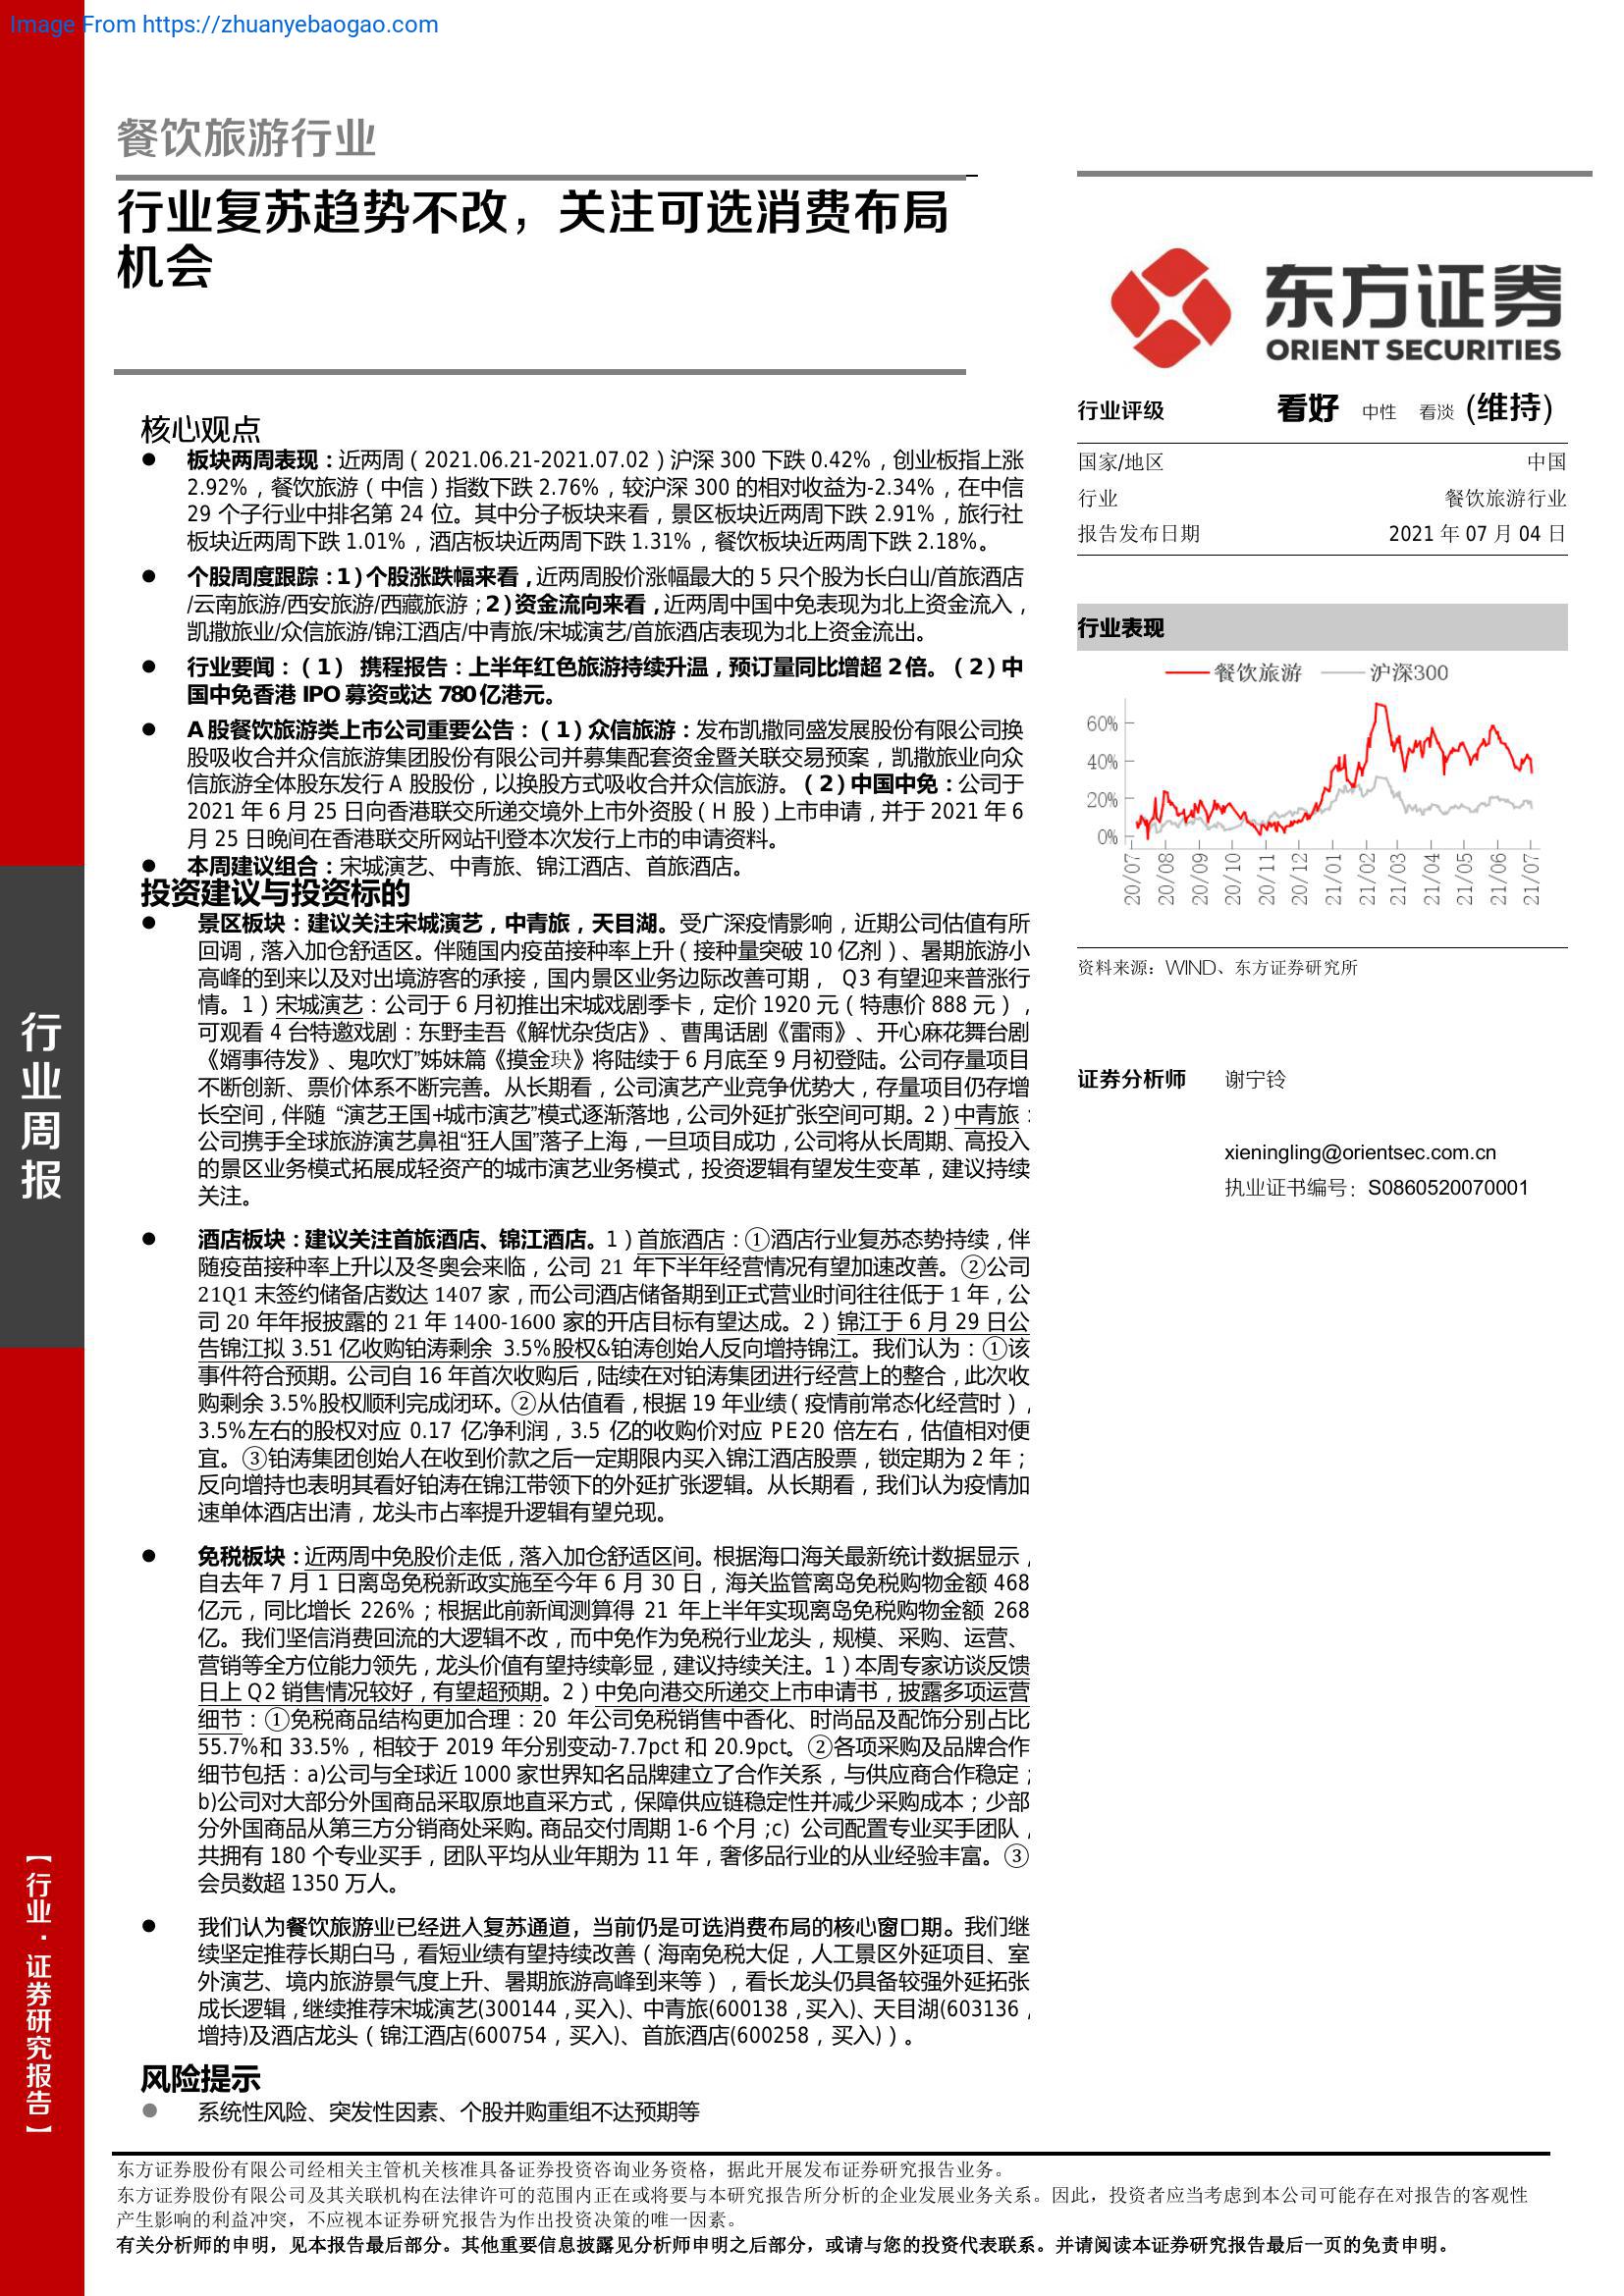 Image From https://zhuanyebaogao.com
餐饮旅游行业
行业复苏趋势不改，关注可选消费布局
机会
核心观点
● 板块两周表现：近两周（2021.06.21-2021.07.02）沪深 300 下跌 0.42%，创业板指上涨
2.92%，餐饮旅游（中信）指数下跌 2.76%，较沪深 300 的相对收益为-2.34%，在中信
29 个子行业中排名第 24 位。其中分子板块来看，景区板块近两周下跌 2.91%，旅行社
板块近两周下跌 1.01%，酒店板块近两周下跌 1.31%，餐饮板块近两周下跌 2.18%。
● 个股周度跟踪：1）个股涨跌幅来看，近两周股价涨幅最大的 5 只个股为长白山/首旅酒店
/云南旅游/西安旅游/西藏旅游；2）资金流向来看，近两周中国中免表现为北上资金流入，
凯撒旅业/众信旅游/锦江酒店/中青旅/宋城演艺/首旅酒店表现为北上资金流出。
● 行业要闻：（1） 携程报告：上半年红色旅游持续升温，预订量同比增超 2 倍。（2）中
国中免香港 IPO 募资或达 780 亿港元。
● A 股餐饮旅游类上市公司重要公告：（1）众信旅游：发布凯撒同盛发展股份有限公司换
股吸收合并众信旅游集团股份有限公司并募集配套资金暨关联交易预案，凯撒旅业向众
信旅游全体股东发行 A 股股份，以换股方式吸收合并众信旅游。（2）中国中免：公司于
2021 年 6 月 25 日向香港联交所递交境外上市外资股（H 股）上市申请，并于 2021 年 6
月 25 日晚间在香港联交所网站刊登本次发行上市的申请资料。
● 本周建议组合：宋城演艺、中青旅、锦江酒店、首旅酒店。
投资建议与投资标的
● 景区板块：建议关注宋城演艺，中青旅，天目湖。受广深疫情影响，近期公司估值有所
回调，落入加仓舒适区。伴随国内疫苗接种率上升（接种量突破 10 亿剂）、暑期旅游小
高峰的到来以及对出境游客的承接，国内景区业务边际改善可期， Q3 有望迎来普涨行
情。1）宋城演艺：公司于 6 月初推出宋城戏剧季卡，定价 1920 元（特惠价 888 元），
可观看 4 台特邀戏剧：东野圭吾《解忧杂货店》、曹禺话剧《雷雨》、开心麻花舞台剧
《婿事待发》、鬼吹灯”姊妹篇《摸金玦》将陆续于 6 月底至 9 月初登陆。公司存量项目
不断创新、票价体系不断完善。从长期看，公司演艺产业竞争优势大，存量项目仍存增
长空间，伴随 “演艺王国+城市演艺”模式逐渐落地，公司外延扩张空间可期。2）中青旅：
公司携手全球旅游演艺鼻祖“狂人国”落子上海，一旦项目成功，公司将从长周期、高投入
的景区业务模式拓展成轻资产的城市演艺业务模式，投资逻辑有望发生变革，建议持续
关注。
● 酒店板块：建议关注首旅酒店、锦江酒店。1）首旅酒店：①酒店行业复苏态势持续，伴
随疫苗接种率上升以及冬奥会来临，公司 21 年下半年经营情况有望加速改善。②公司
21Q1 末签约储备店数达 1407 家，而公司酒店储备期到正式营业时间往往低于 1 年，公
司 20 年年报披露的 21 年 1400-1600 家的开店目标有望达成。2）锦江于 6 月 29 日公
告锦江拟 3.51 亿收购铂涛剩余 3.5%股权&铂涛创始人反向增持锦江。我们认为：①该
事件符合预期。公司自 16 年首次收购后，陆续在对铂涛集团进行经营上的整合，此次收
购剩余 3.5%股权顺利完成闭环。②从估值看，根据 19 年业绩（疫情前常态化经营时），
3.5%左右的股权对应 0.17 亿净利润，3.5 亿的收购价对应 PE20 倍左右，估值相对便
宜。③铂涛集团创始人在收到价款之后一定期限内买入锦江酒店股票，锁定期为 2 年；
反向增持也表明其看好铂涛在锦江带领下的外延扩张逻辑。从长期看，我们认为疫情加
速单体酒店出清，龙头市占率提升逻辑有望兑现。
● 免税板块：近两周中免股价走低，落入加仓舒适区间。根据海口海关最新统计数据显示，
自去年 7 月 1 日离岛免税新政实施至今年 6 月 30 日，海关监管离岛免税购物金额 468
亿元，同比增长 226%；根据此前新闻测算得 21 年上半年实现离岛免税购物金额 268
亿。我们坚信消费回流的大逻辑不改，而中免作为免税行业龙头，规模、采购、运营、
营销等全方位能力领先，龙头价值有望持续彰显，建议持续关注。1）本周专家访谈反馈
日上 Q2 销售情况较好，有望超预期。2）中免向港交所递交上市申请书，披露多项运营
细节：①免税商品结构更加合理：20 年公司免税销售中香化、时尚品及配饰分别占比
55.7%和 33.5%，相较于 2019 年分别变动-7.7pct 和 20.9pct。②各项采购及品牌合作
细节包括：a)公司与全球近 1000 家世界知名品牌建立了合作关系，与供应商合作稳定；
b)公司对大部分外国商品采取原地直采方式，保障供应链稳定性并减少采购成本；少部
分外国商品从第三方分销商处采购。商品交付周期 1-6 个月；c) 公司配置专业买手团队，
共拥有 180 个专业买手，团队平均从业年期为 11 年，奢侈品行业的从业经验丰富。③
会员数超 1350 万人。
● 我们认为餐饮旅游业已经进入复苏通道，当前仍是可选消费布局的核心窗口期。我们继
续坚定推荐长期白马，看短业绩有望持续改善（海南免税大促，人工景区外延项目、室
外演艺、境内旅游景气度上升、暑期旅游高峰到来等），看长龙头仍具备较强外延拓张
成长逻辑，继续推荐宋城演艺(300144，买入)、中青旅(600138，买入)、天目湖(603136，
增持)及酒店龙头（锦江酒店(600754，买入)、首旅酒店(600258，买入)）。
风险提示
● 系统性风险、突发性因素、个股并购重组不达预期等
东方证券
ORIENT SECURITIES
行业评级 看好 中性 看淡 (维持)
国家/地区 中国
行业 餐饮旅游行业
报告发布日期 2021 年 07 月 04 日
行业表现
餐饮旅游 沪深300
60%
40%
20%
0%
20/07 20/08 20/09 20/10 20/11 20/12 21/01 21/02 21/03 21/04 21/05 21/06 21/07
资料来源：WIND、东方证券研究所
证券分析师 谢宁铃
xieningling@orientsec.com.cn
执业证书编号：S0860520070001
行业周报
【行业·证券研究报告】
东方证券股份有限公司经相关主管机关核准具备证券投资咨询业务资格，据此开展发布证券研究报告业务。
东方证券股份有限公司及其关联机构在法律许可的范围内正在或将要与本研究报告所分析的企业发展业务关系。因此，投资者应当考虑到本公司可能存在对报告的客观性
产生影响的利益冲突，不应视本证券研究报告为作出投资决策的唯一因素。
有关分析师的申明，见本报告最后部分。其他重要信息披露见分析师申明之后部分，或请与您的投资代表联系。并请阅读本证券研究报告最后一页的免责申明。